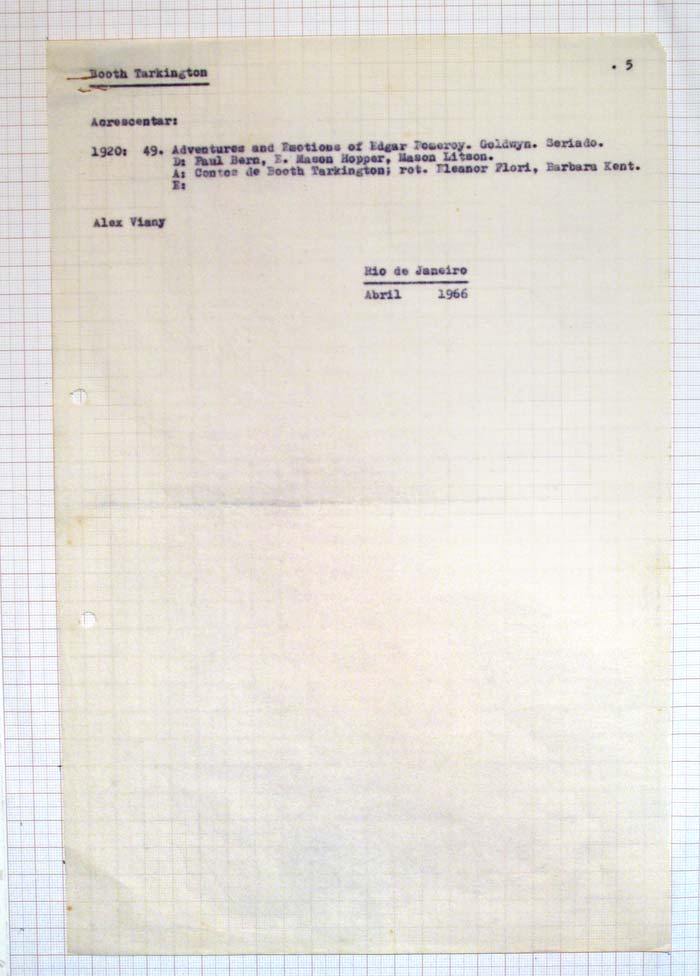 Booth Tarkington
. 5
Acrescentar:
1920: 49. Adventures and Emotions of Edgar Pomeroy. Goldwyn. Seriado.
D: Paul Bern, E. Mason Hopper, Mason Litson.
A: Contos de Booth Tarkington; rot. Eleanor Flori, Barbara Kent.
E:
Alex Viany
Rio de Janeiro
Abril 1966